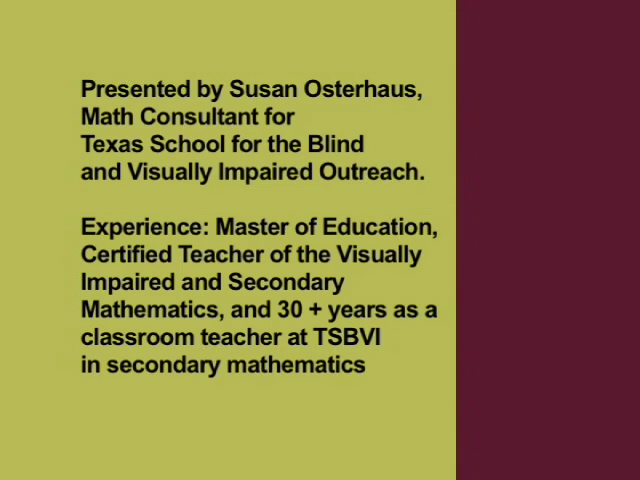 Presented by Susan Osterhaus,
Math Consultant for
Texas School for the Blind
and Visually Impaired Outreach.
Experience: Master of Education,
Certified Teacher of the Visually
Impaired and Secondary
Mathematics, and 30 + years as a
classroom teacher at TSBVI
in secondary mathematics